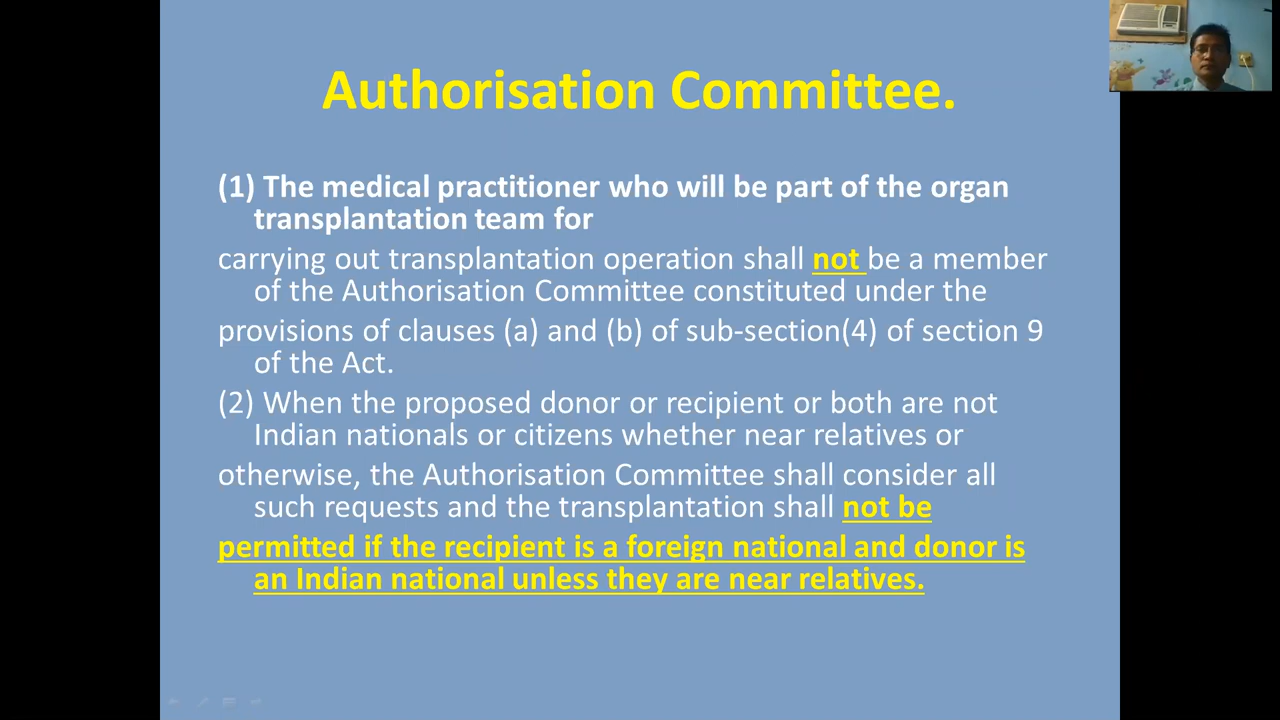 Authorisation Committee.
(1) The medical practitioner who will be part of the organ
transplantation team for
carrying out transplantation operation shall not be a member
of the Authorisation Committee constituted under the
provisions of clauses (a) and (b) of sub-section(4) of section 9
of the Act.
(2) When the proposed donor or recipient or both are not
Indian nationals or citizens whether near relatives or
otherwise, the Authorisation Committee shall consider all
such requests and the transplantation shall not be
permitted if the recipient is a foreign national and donor is
an Indian national unless they are near relatives.